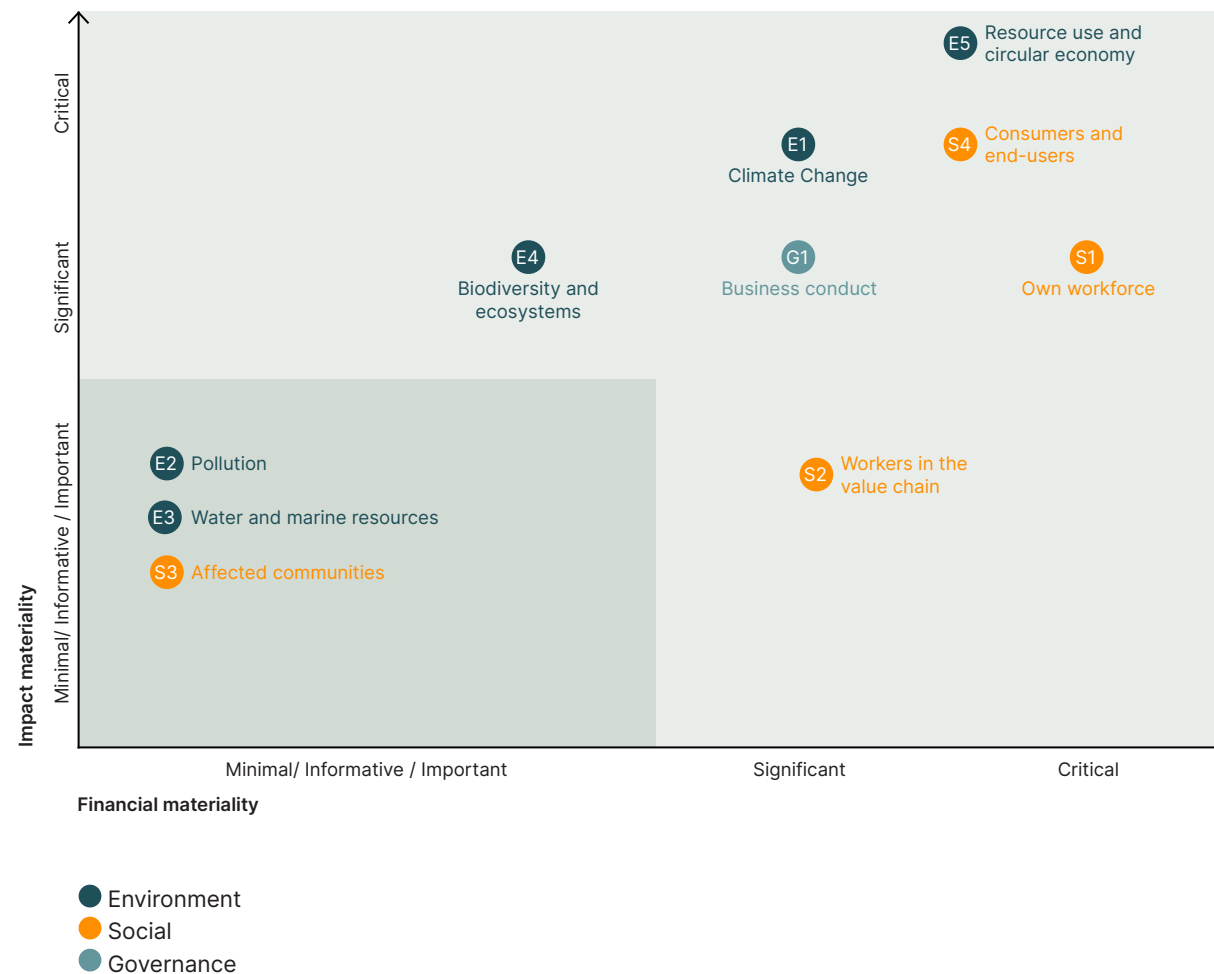 Critical
Significant
Minimal/ Informative / Important
Impact materiality
E5
Resource use and
circular economy
E1
Climate Change
S4
Consumers and
end-users
E4
Biodiversity and
ecosystems
G1
Business conduct
S1
Own workforce
E2
Pollution
E3
Water and marine resources
S3
Affected communities
S2
Workers in the
value chain
Minimal/ Informative / Important
Significant
Critical
Financial materiality
Environment
Social
Governance